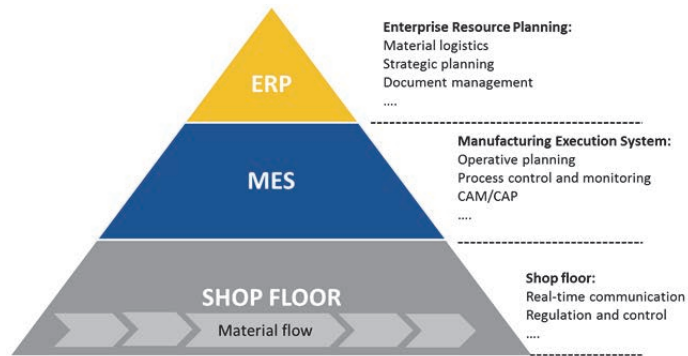 ERP
Enterprise Resource Planning:
Material logistics
Strategic planning
Document management
....
MES
Manufacturing Execution System:
Operative planning
Process control and monitoring
CAM/CAP
....
SHOP FLOOR
Material flow
Shop floor:
Real-time communication
Regulation and control
....